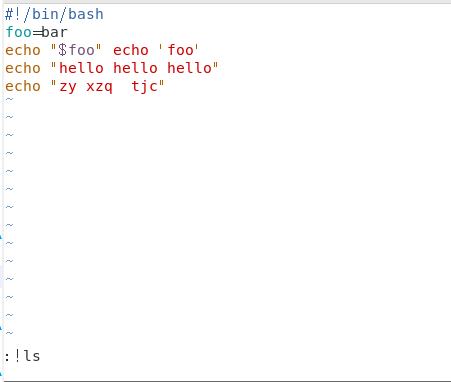 #!/bin/bash
foo=bar
echo "$foo" echo 'foo'
echo "hello hello hello"
echo "zy xzq  tjc"
~
~
~
~
~
~
~
~
~
~
~
~
~
~
:!ls